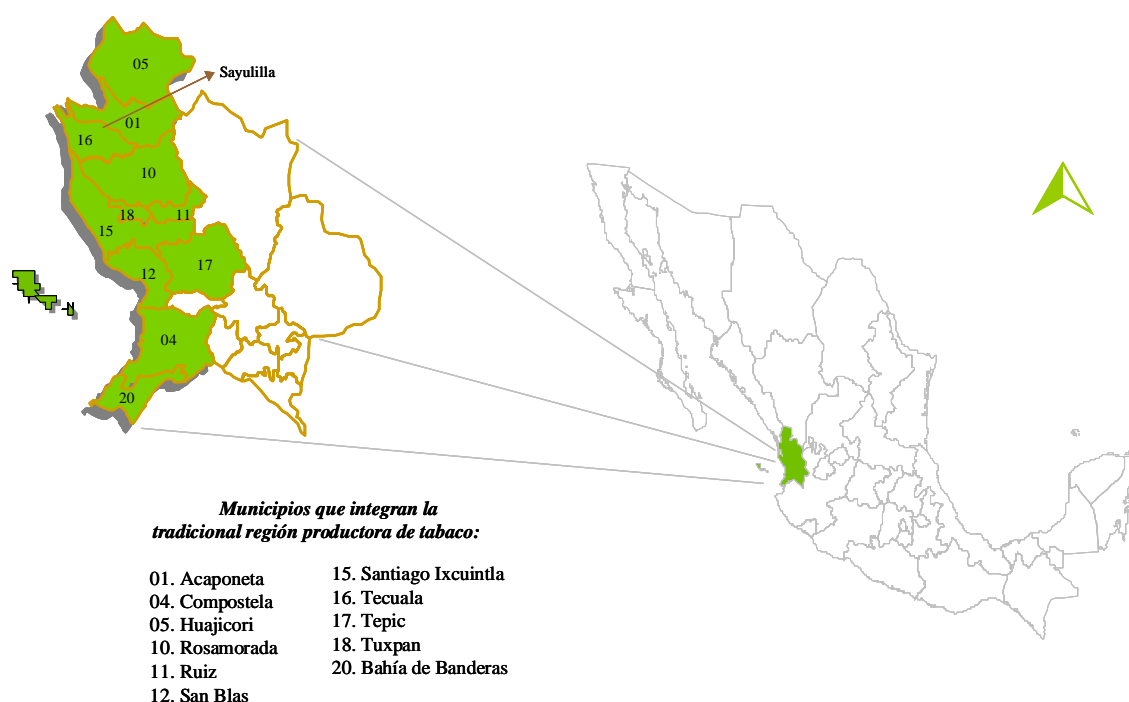 05
Sayulilla
01
16
10
18
11
15
17
12
04
20
Municipios que integran la
tradicional región productora de tabaco:
01. Acaponeta
04. Compostela
05. Huajicori
10. Rosamorada
11. Ruiz
12. San Blas
15. Santiago Ixcuintla
16. Tecuala
17. Tepic
18. Tuxpan
20. Bahía de Banderas